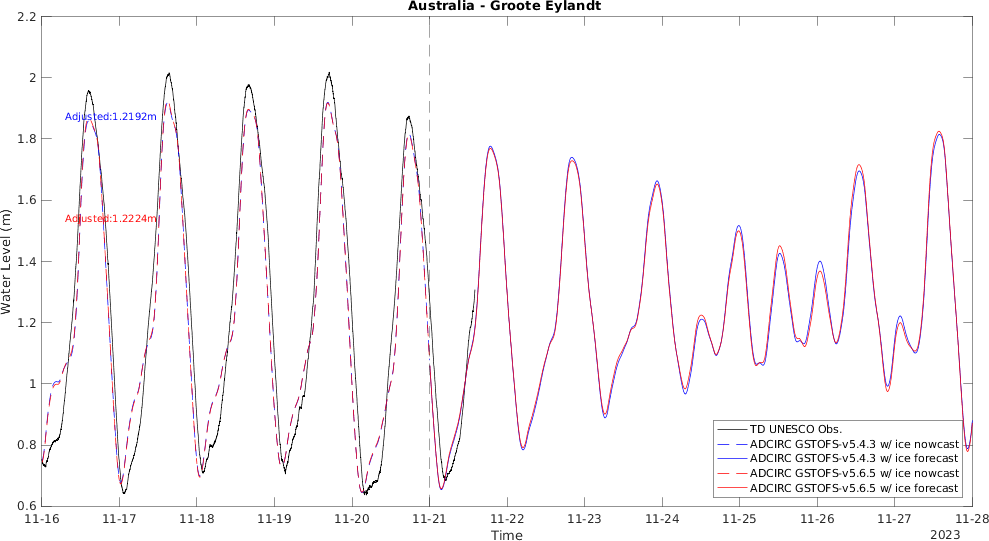 Australia - Groote Eylandt
2.2
2
1.8
1.6
1.4
1.2
1
0.8
0.6
Water Level (m)
Adjusted:1.2192m
Adjusted:1.2224m
TD UNESCO Obs.
ADCIRC GSTOFS-v5.4.3 w/ ice nowcast
ADCIRC GSTOFS-v5.4.3 w/ ice forecast
ADCIRC GSTOFS-v5.6.5 w/ ice nowcast
ADCIRC GSTOFS-v5.6.5 w/ ice forecast
11-16 11-17 11-18 11-19 11-20 11-21 11-22 11-23 11-24 11-25 11-26 11-27 11-28
Time
2023